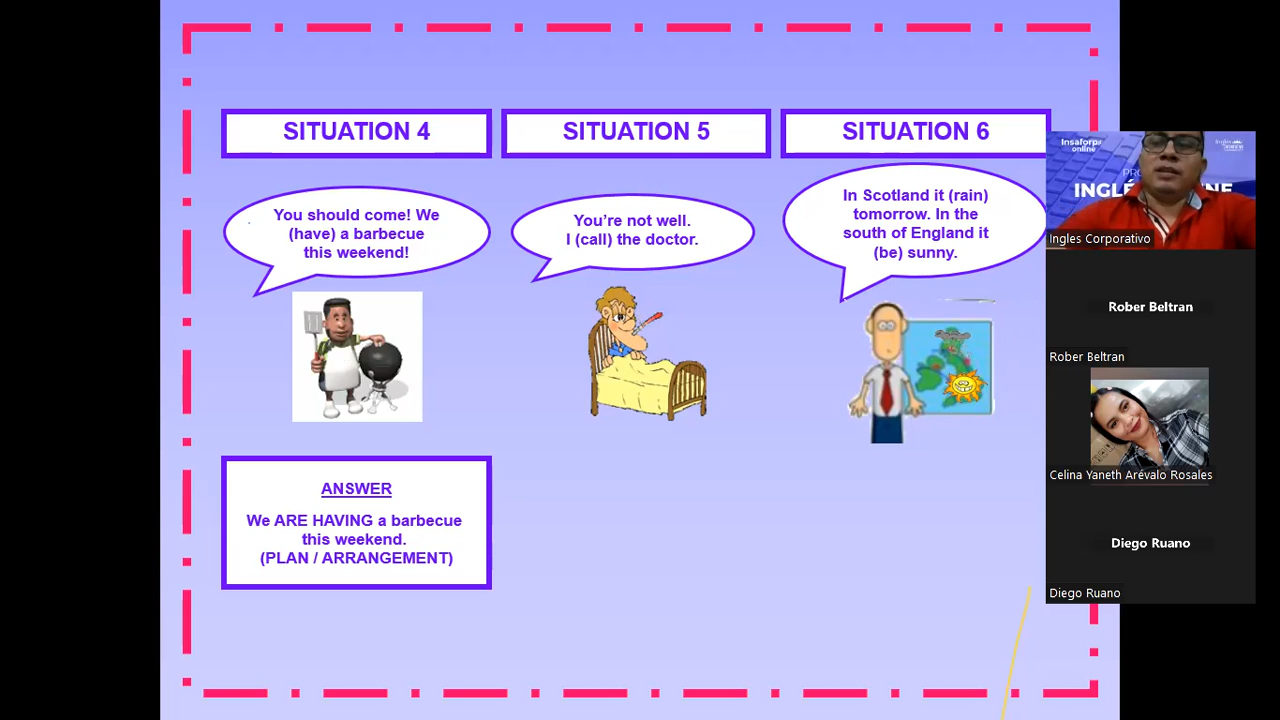 SITUATION 4
You should come! We
(have) a barbecue
this weekend!
ANSWER
We ARE HAVING a barbecue
this weekend.
(PLAN / ARRANGEMENT)
SITUATION 5
You’re not well.
I (call) the doctor.
SITUATION 6
In Scotland it (rain)
tomorrow. In the
south of England it
(be) sunny.
Insaforp
online
Ingles Corporativo
Rober Beltran
Rober Beltran
Celina Yaneth Arévalo Rosales
Diego Ruano
Diego Ruano